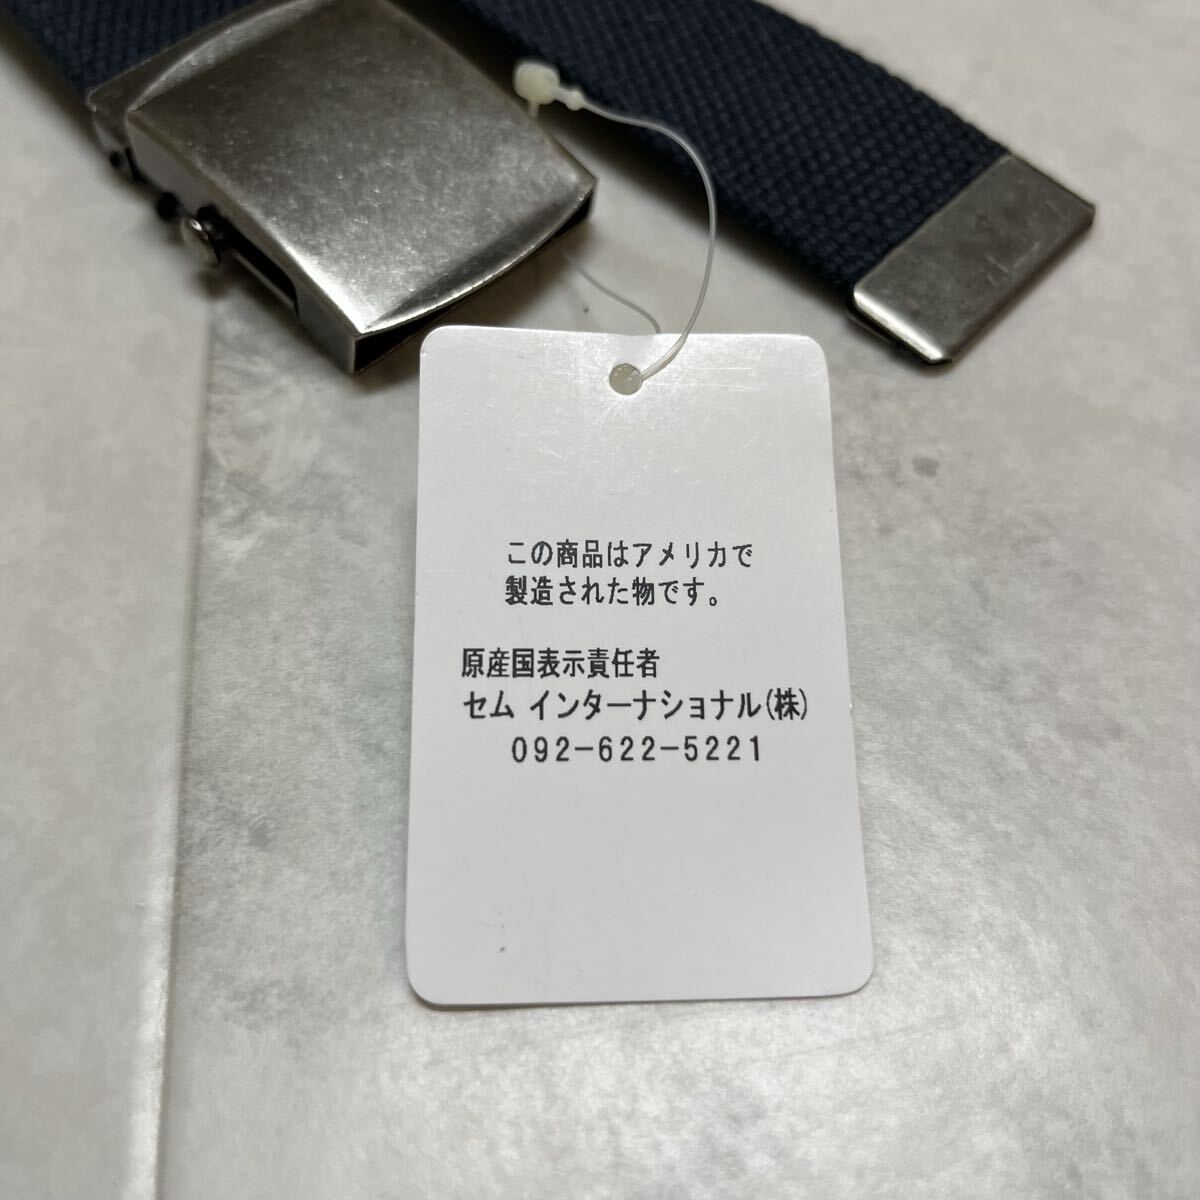 この商品はアメリカで
製造された物です。
原産国表示責任者
セム インターナショナル(株)
092-622-5221